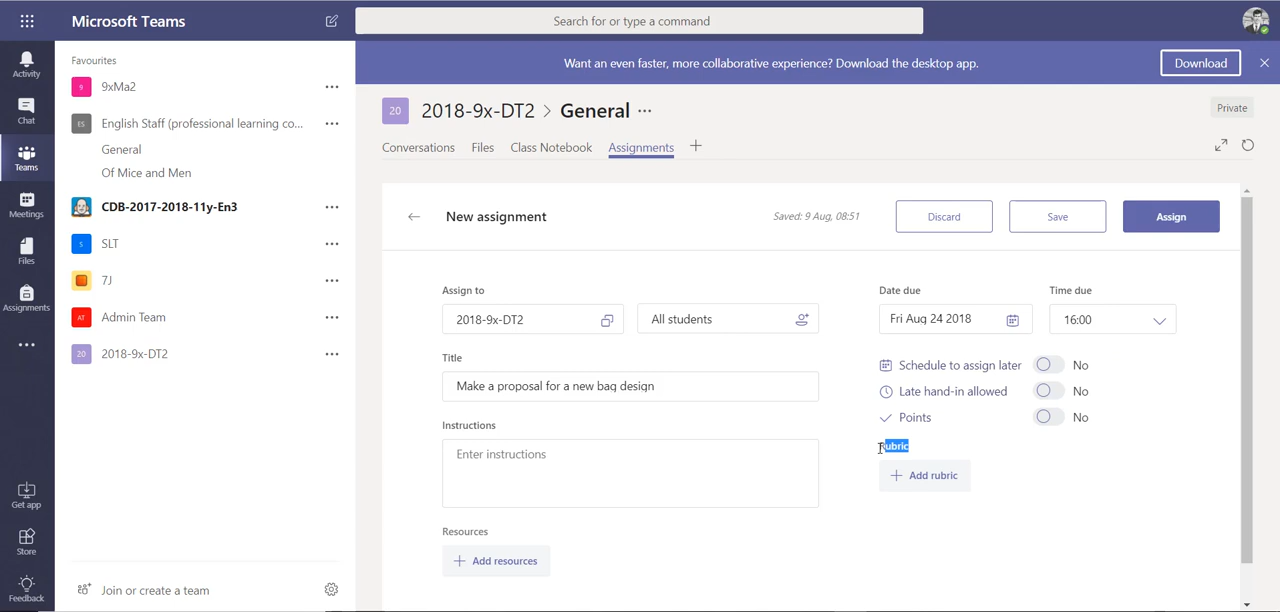 Microsoft Teams
Search for or type a command
Want an even faster, more collaborative experience? Download the desktop app.
Download
Activity
Chat
Teams
Meetings
Files
Assignments
Get app
Store
Feedback
Favourites
9
9xMa2
ES
English Staff (professional learning co...
General
Of Mice and Men
CDB-2017-2018-11y-En3
S
SLT
7J
AT
Admin Team
20
2018-9x-DT2
Join or create a team
20
2018-9x-DT2 > General
Private
Conversations
Files
Class Notebook
Assignments
New assignment
Saved: 9 Aug, 08:51
Discard
Save
Assign
Assign to
2018-9x-DT2
All students
Title
Make a proposal for a new bag design
Instructions
Enter instructions
Resources
Add resources
Date due
Time due
Fri Aug 24 2018
16:00
Schedule to assign later
No
Late hand-in allowed
No
Points
No
Rubric
Add rubric